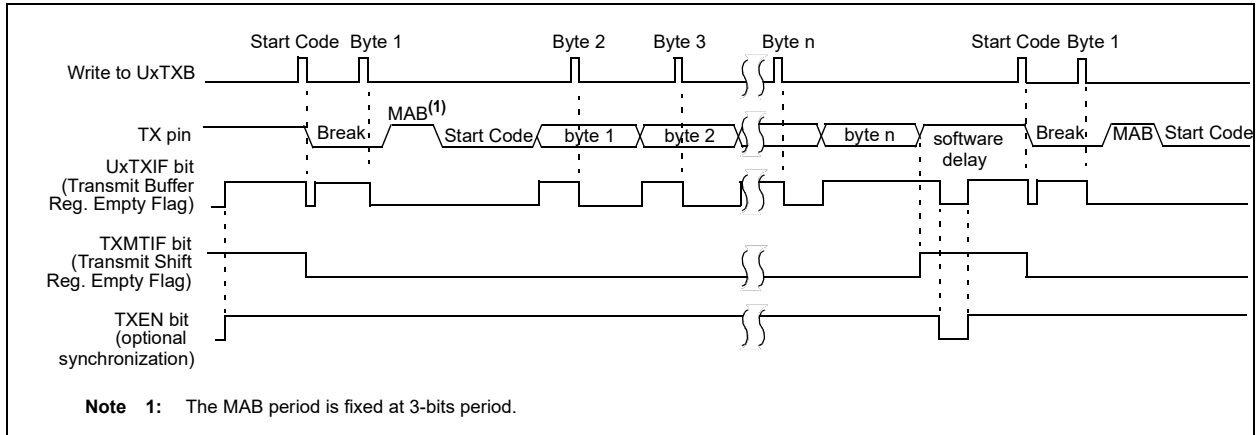 Start Code Byte 1 Byte 2 Byte 3 Byte n Start Code Byte 1
Write to UxTXB
MAB(1)
TX pin Break Start Code byte 1 byte 2 byte n software delay Break MAB Start Code
UxTXIF bit
(Transmit Buffer
Reg. Empty Flag)
TXMTIF bit
(Transmit Shift
Reg. Empty Flag)
TXEN bit
(optional
synchronization)
Note 1: The MAB period is fixed at 3-bits period.